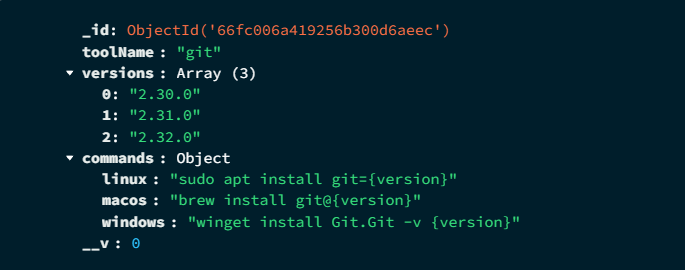 _id: ObjectId('66fc006a419256b300d6aeec')
toolName : "git"
versions : Array (3)
0: "2.30.0"
1: "2.31.0"
2: "2.32.0"
commands : Object
linux : "sudo apt install git={version}"
macos : "brew install git@{version}"
windows : "winget install Git.Git -v {version}"
__v : 0